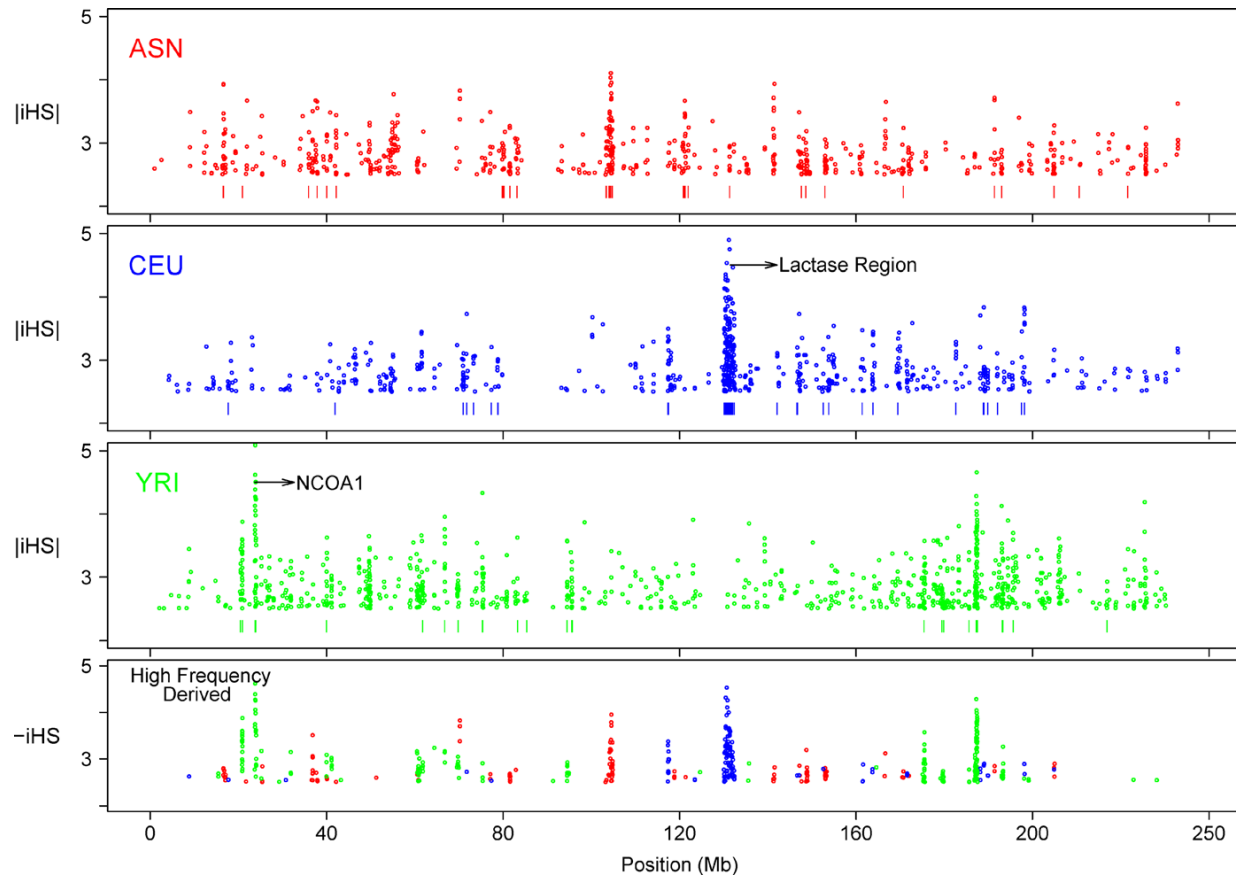 5
ASN
|iHS|
3
5
CEU
Lactase Region
|iHS|
3
5
YRI
NCOA1
|iHS|
3
5
High Frequency
Derived
−iHS
3
0 40 80 120 160 200 250
Position (Mb)